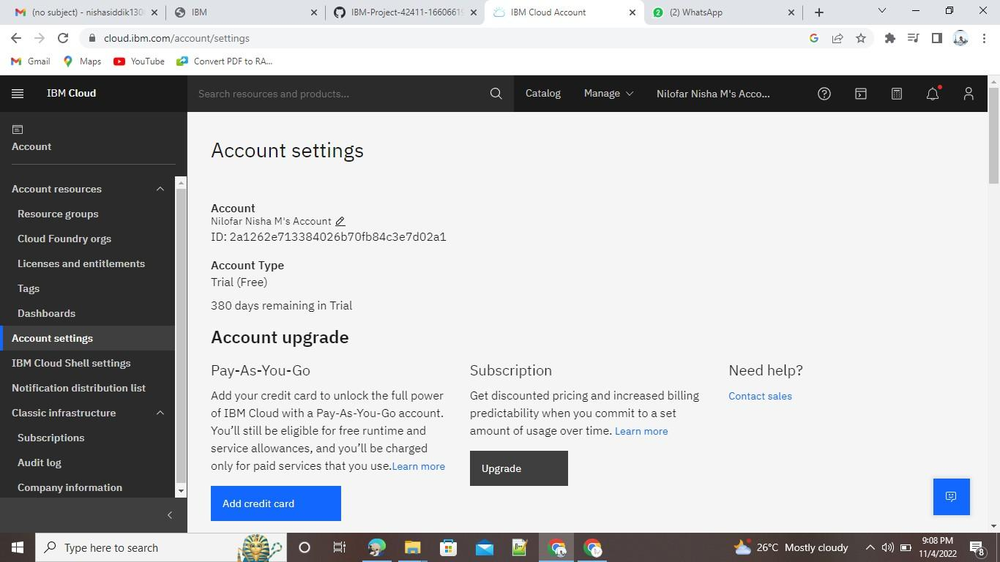 (no subject) - nishasiddik130
IBM
IBM-Project-42411-1660661
IBM Cloud Account
(2) WhatsApp
cloud.ibm.com/account/settings
Gmail
Maps
YouTube
Convert PDF to RA...
IBM Cloud
Search resources and products...
Catalog
Manage
Nilofar Nisha M's Acco...
Account
Account resources
Resource groups
Cloud Foundry orgs
Licenses and entitlements
Tags
Dashboards
Account settings
IBM Cloud Shell settings
Notification distribution list
Classic infrastructure
Subscriptions
Audit log
Company information
Account settings
Account
Nilofar Nisha M's Account
ID: 2a1262e713384026b70fb84c3e7d02a1
Account Type
Trial (Free)
380 days remaining in Trial
Account upgrade
Pay-As-You-Go
Add your credit card to unlock the full power
of IBM Cloud with a Pay-As-You-Go account.
You’ll still be eligible for free runtime and
service allowances, and you’ll be charged
only for paid services that you use.Learn more
Add credit card
Subscription
Get discounted pricing and increased billing
predictability when you commit to a set
amount of usage over time. Learn more
Upgrade
Need help?
Contact sales
Type here to search
26°C Mostly cloudy
9:08 PM
11/4/2022
8